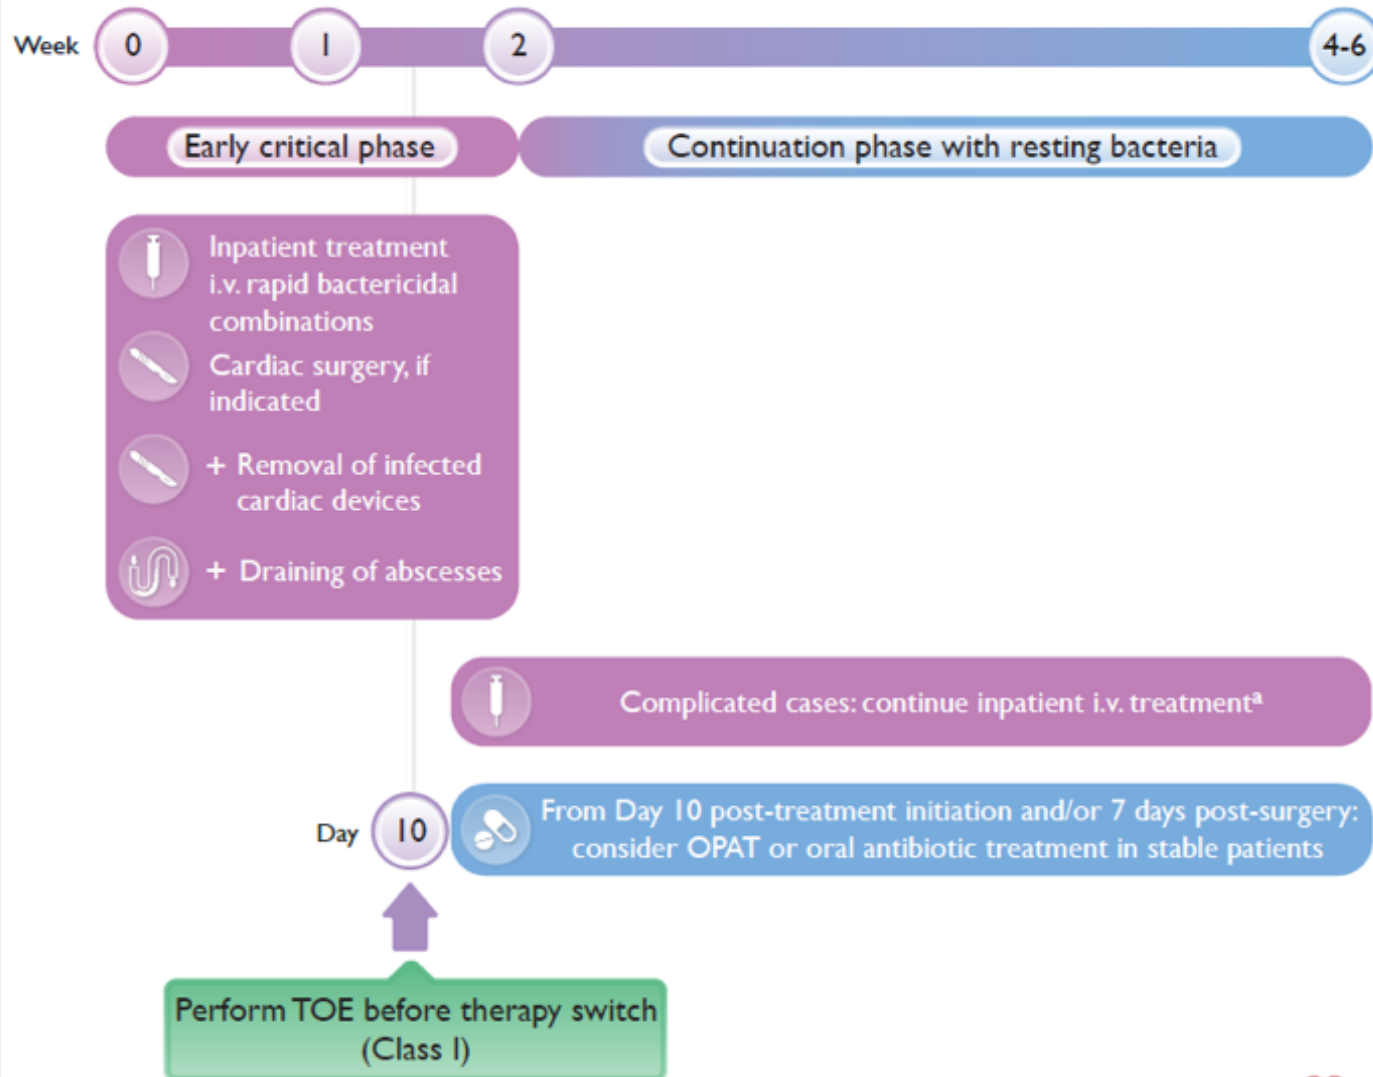 Week 0 1 2 4-6
Early critical phase
Continuation phase with resting bacteria
Inpatient treatment
i.v. rapid bactericidal
combinations
Cardiac surgery, if
indicated
+ Removal of infected
cardiac devices
+ Draining of abscesses
Complicated cases: continue inpatient i.v. treatmentᵃ
Day 10
From Day 10 post-treatment initiation and/or 7 days post-surgery:
consider OPAT or oral antibiotic treatment in stable patients
Perform TOE before therapy switch
(Class I)